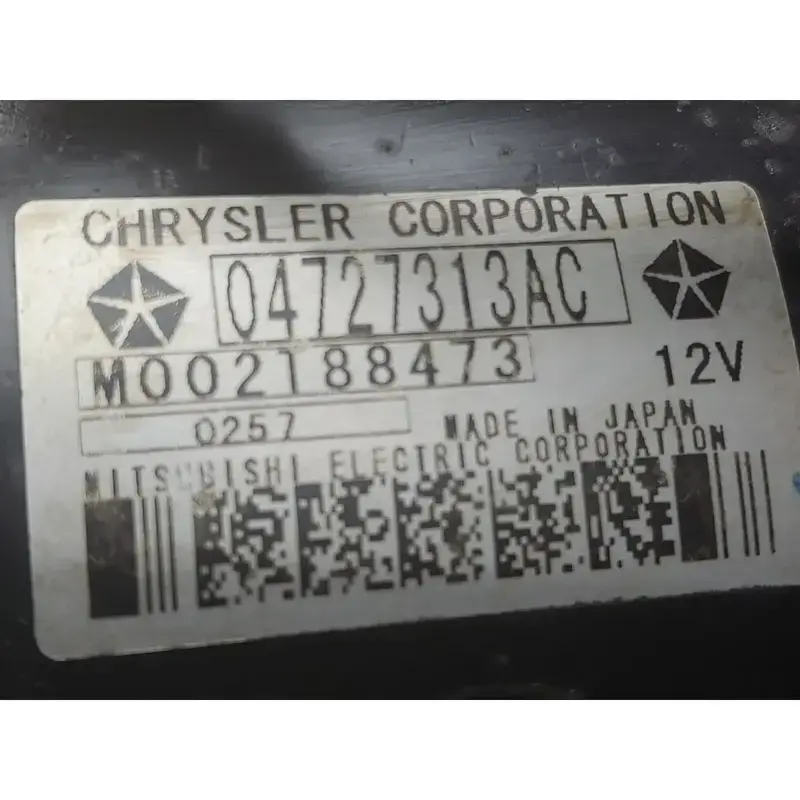 CHRYSLER CORPORATION
04727313AC
M002T88473 12V
0257 MADE IN JAPAN
MITSUBISHI ELECTRIC CORPORATION